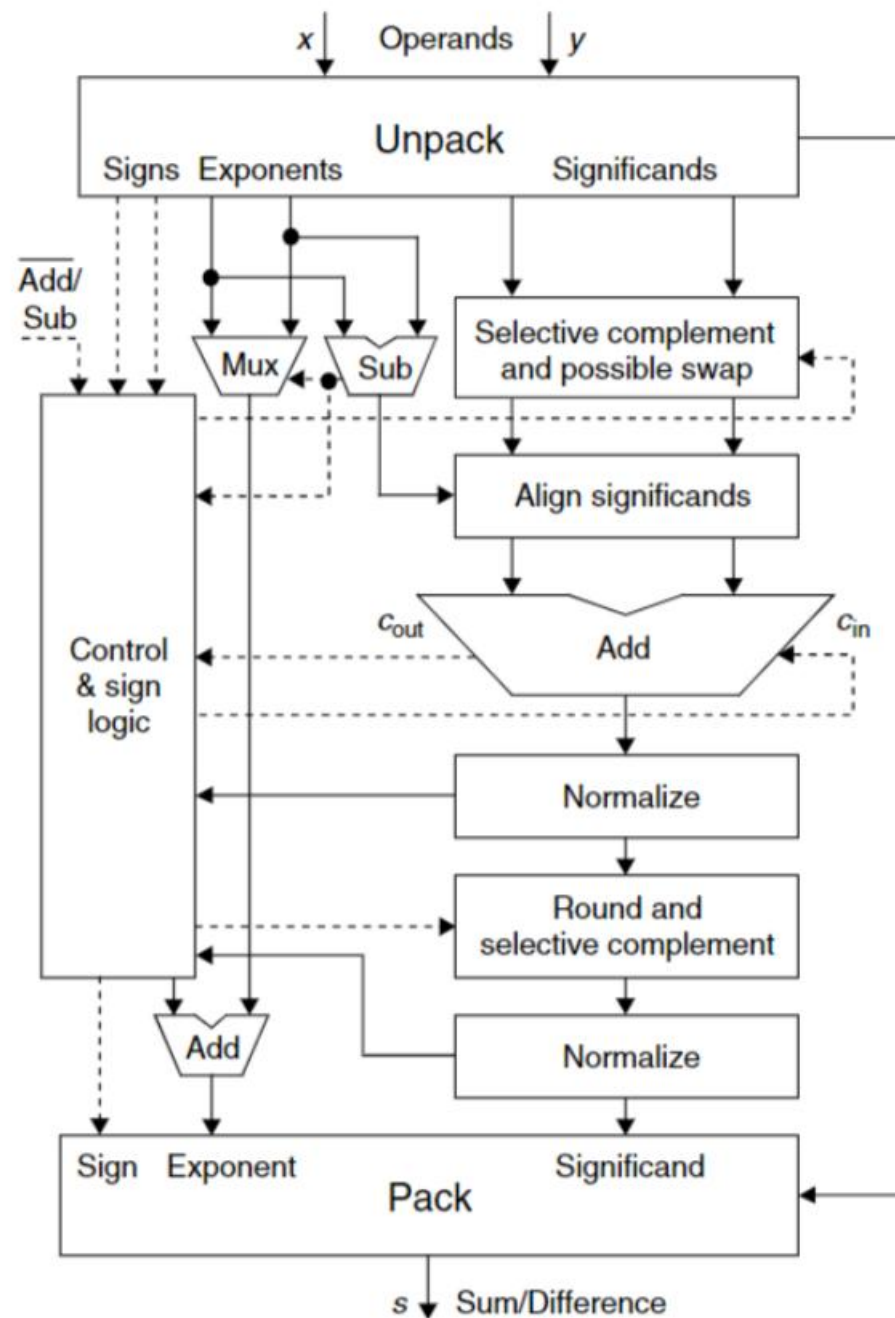 x Operands y
Unpack
Signs Exponents Significands
Add/
Sub
Mux
Sub
Selective complement
and possible swap
Align significands
Control
& sign
logic
cout
Add
cin
Normalize
Round and
selective complement
Add
Normalize
Sign Exponent Significand
Pack
s Sum/Difference